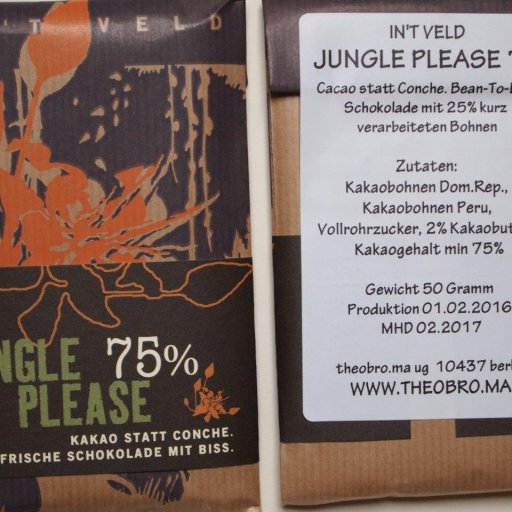 'T VELD
NGLE 75%
PLEASE
KAKAO STATT CONCHE.
FRISCHE SCHOKOLADE MIT BISS.
IN'T VELD
JUNGLE PLEASE 7
Cacao statt Conche. Bean-To-B
Schokolade mit 25% kurz
verarbeiteten Bohnen
Zutaten:
Kakaobohnen Dom.Rep.,
Kakaobohnen Peru,
Vollrohrzucker, 2% Kakaobut
Kakaogehalt min 75%
Gewicht 50 Gramm
Produktion 01.02.2016
MHD 02.2017
theobro.ma ug 10437 berl
WWW.THEOBRO.MA